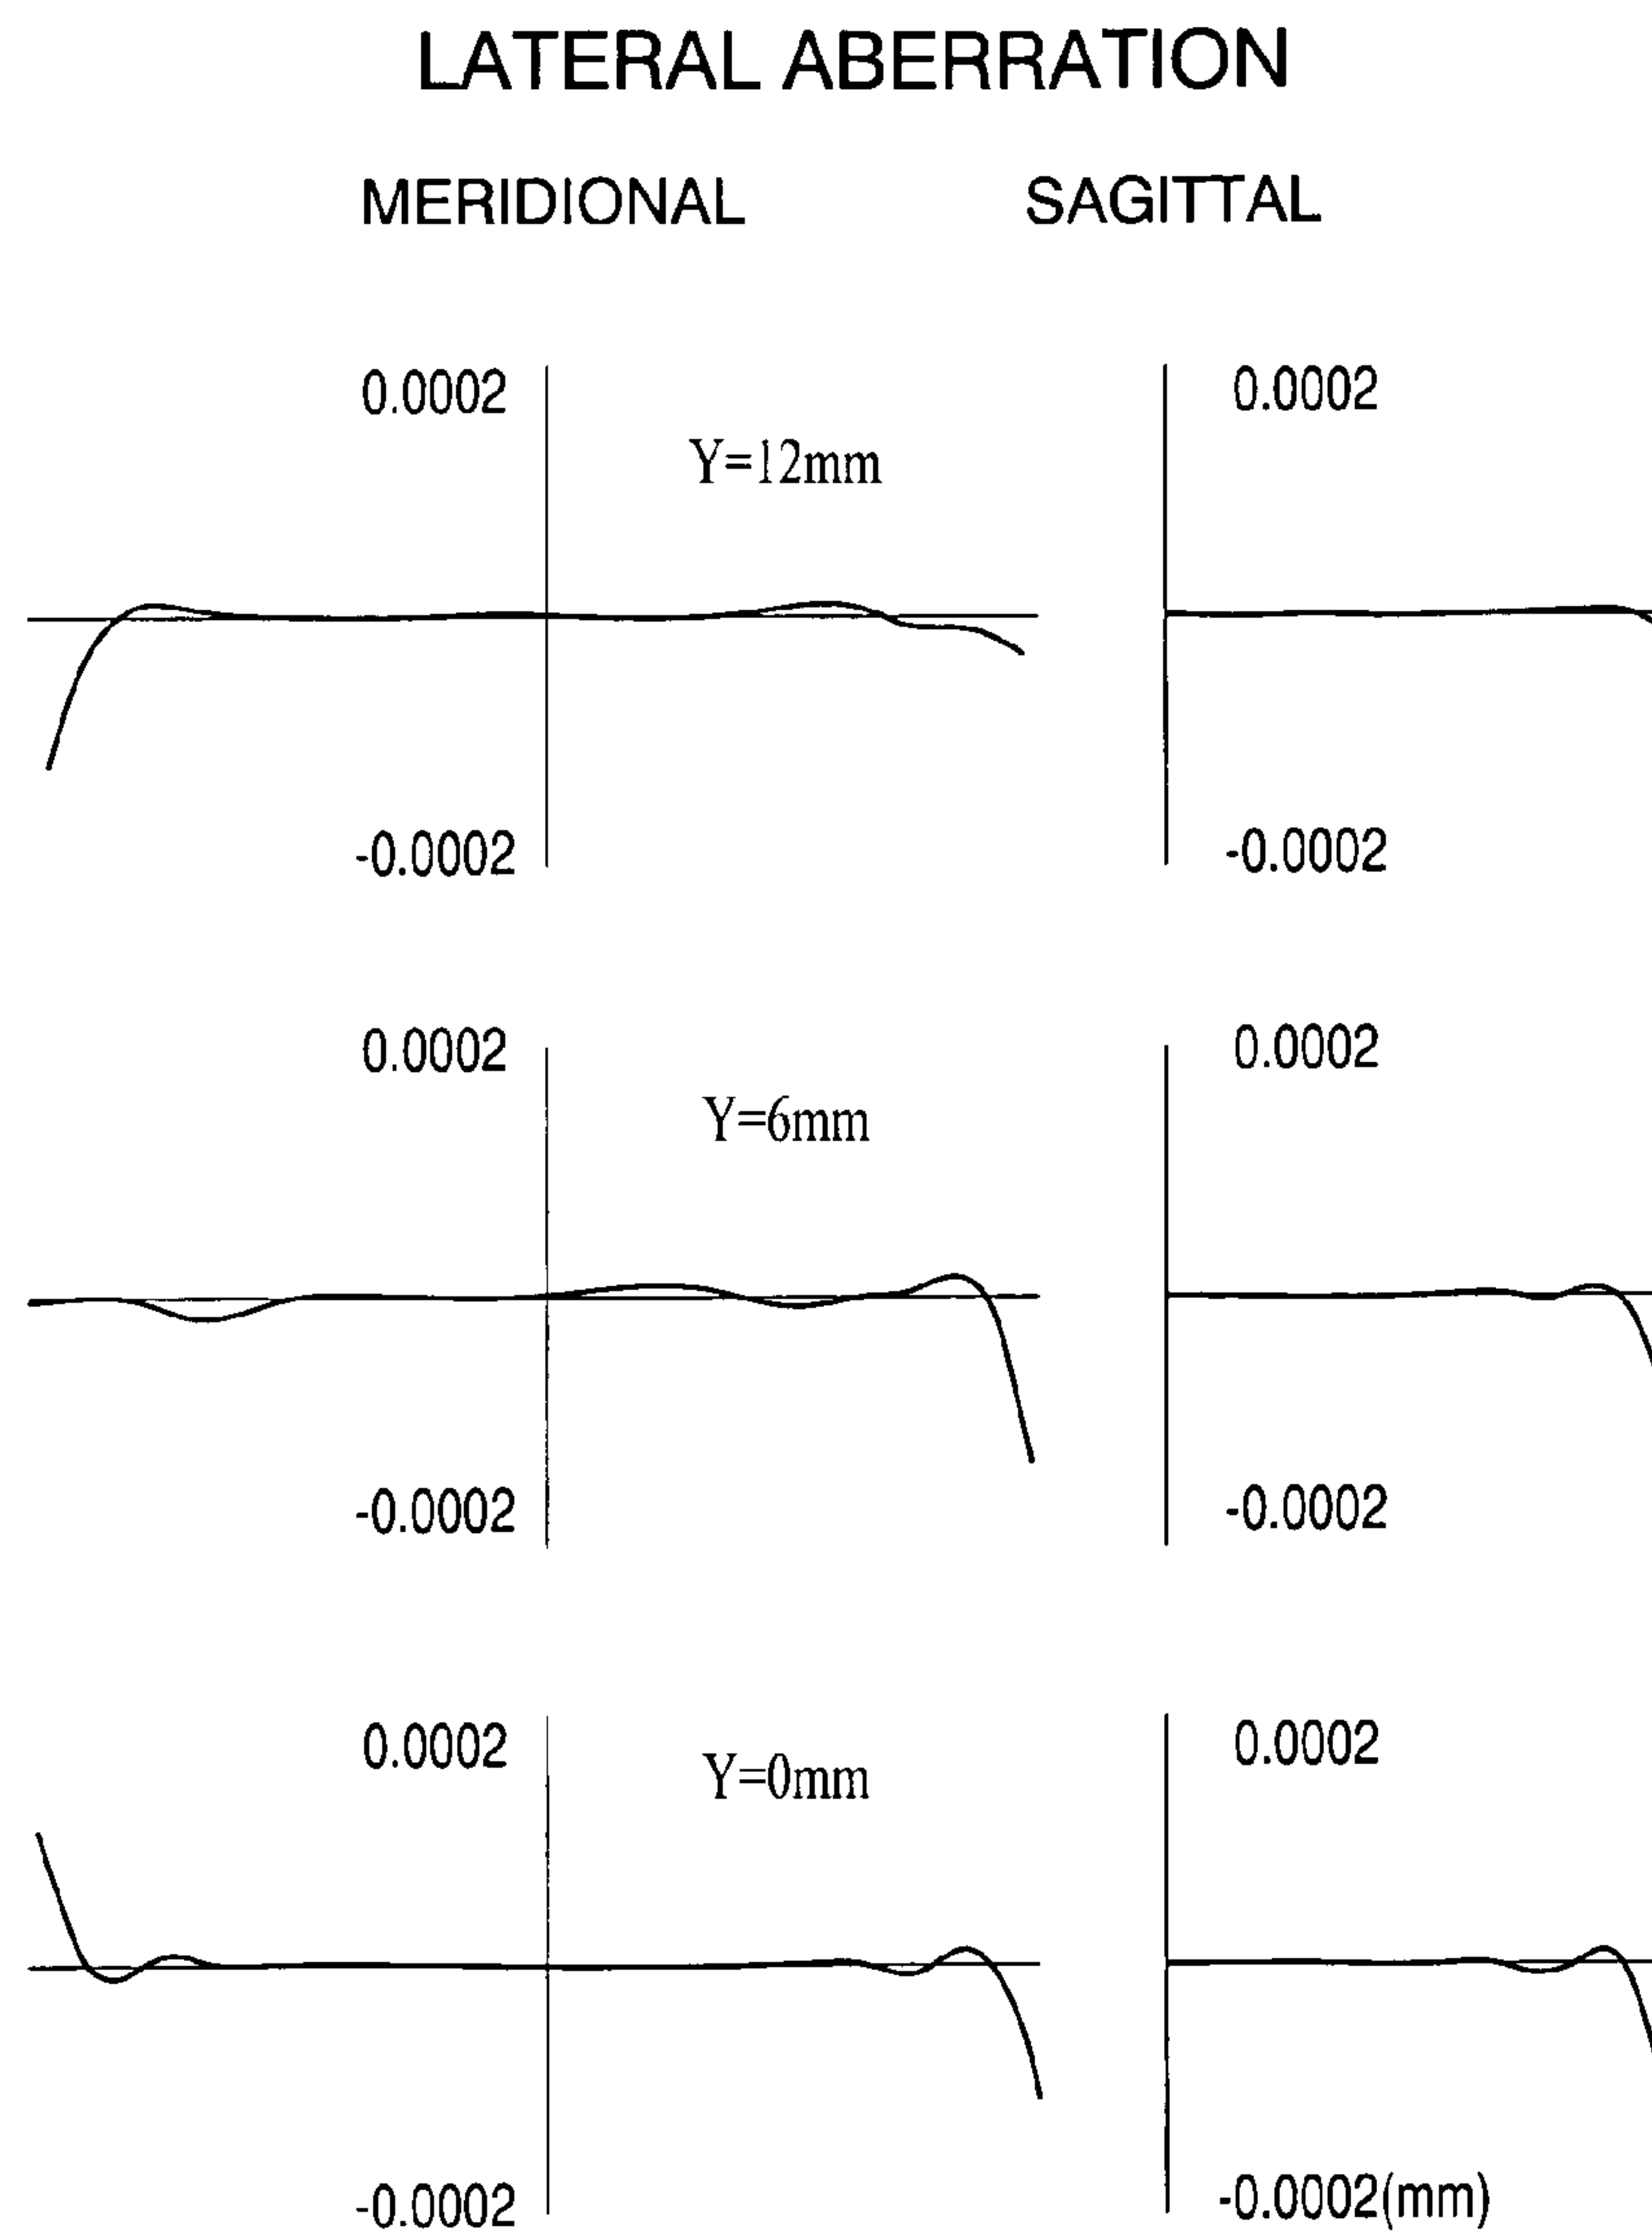 LATERAL ABERRATION
MERIDIONAL SAGITTAL
0.0002 0.0002
Y=12mm
-0.0002 -0.0002
0.0002 0.0002
Y=6mm
-0.0002 -0.0002
0.0002 0.0002
Y=0mm
-0.0002 -0.0002(mm)